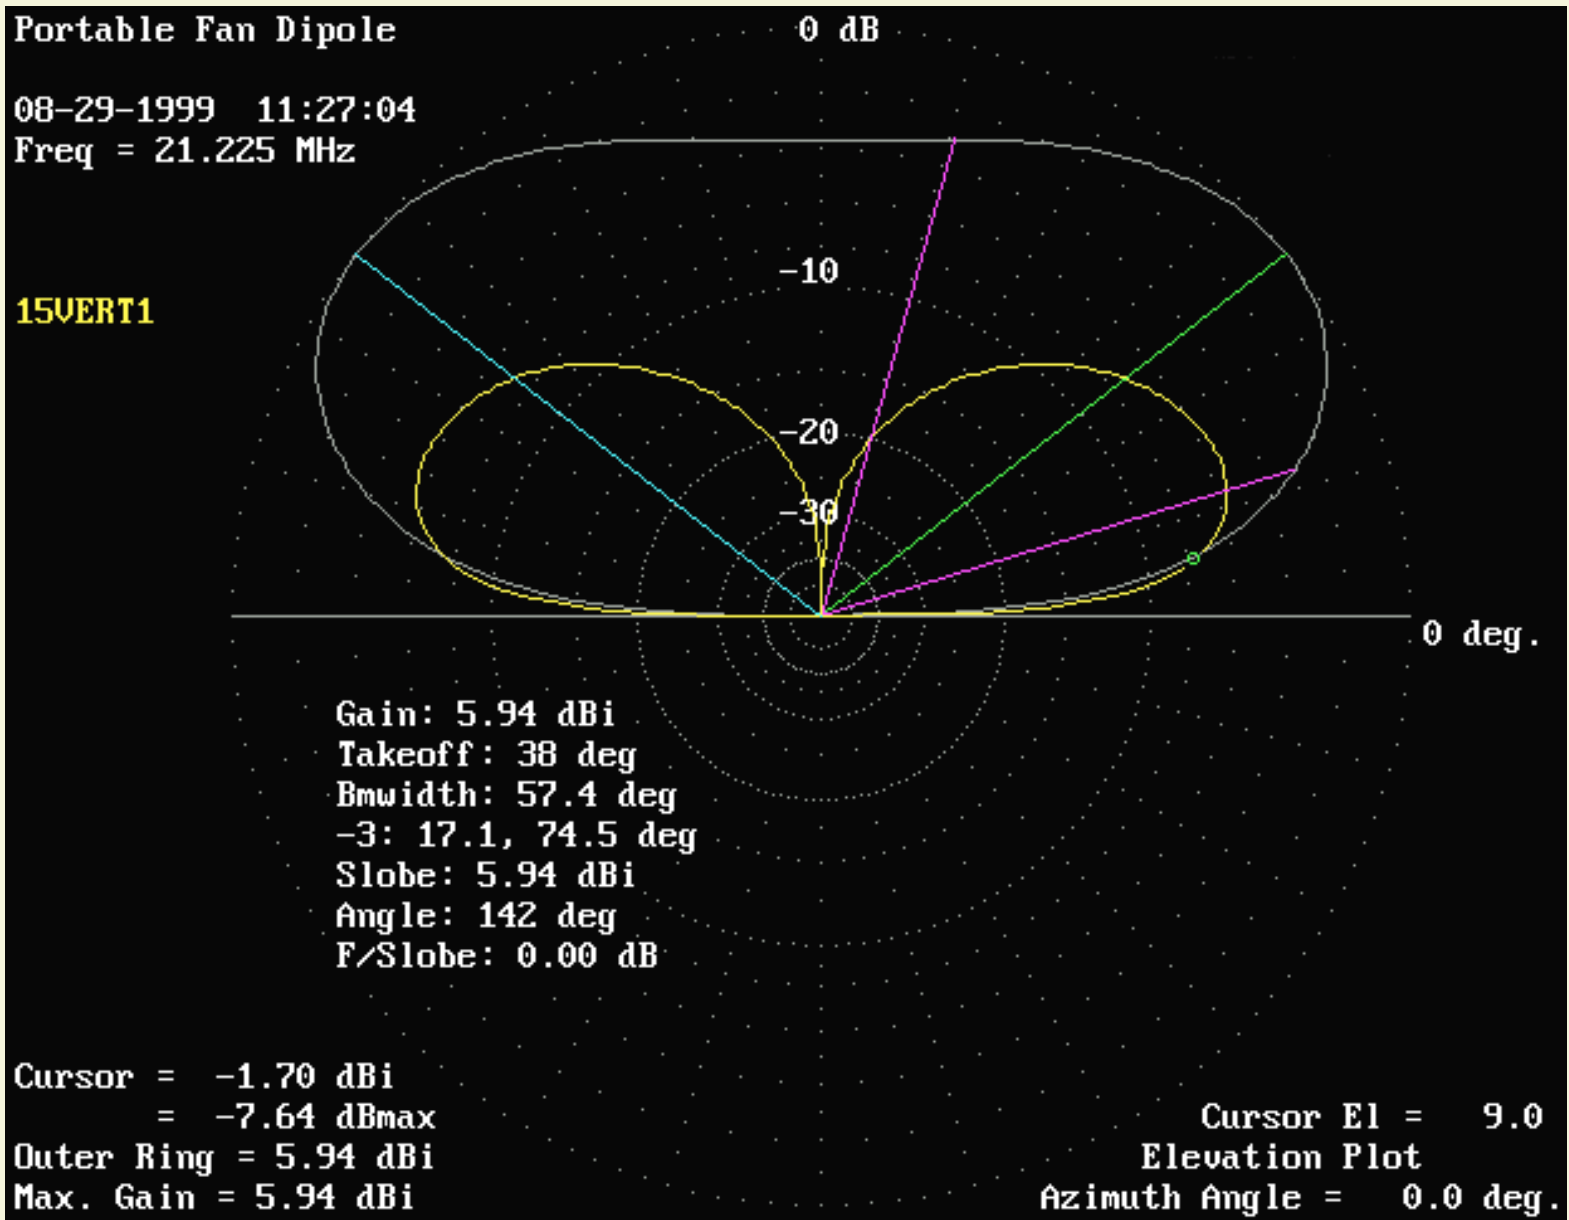 Portable Fan Dipole
0 dB
08-29-1999 11:27:04
Freq = 21.225 MHz
-10
15VERT1
-20
-30
0 deg.
Gain: 5.94 dBi
Takeoff: 38 deg
Bmwidth: 57.4 deg
-3: 17.1, 74.5 deg
Slobe: 5.94 dBi
Angle: 142 deg
F/Slobe: 0.00 dB
Cursor = -1.70 dBi
= -7.64 dBmax
Outer Ring = 5.94 dBi
Max. Gain = 5.94 dBi
Cursor El = 9.0
Elevation Plot
Azimuth Angle = 0.0 deg.